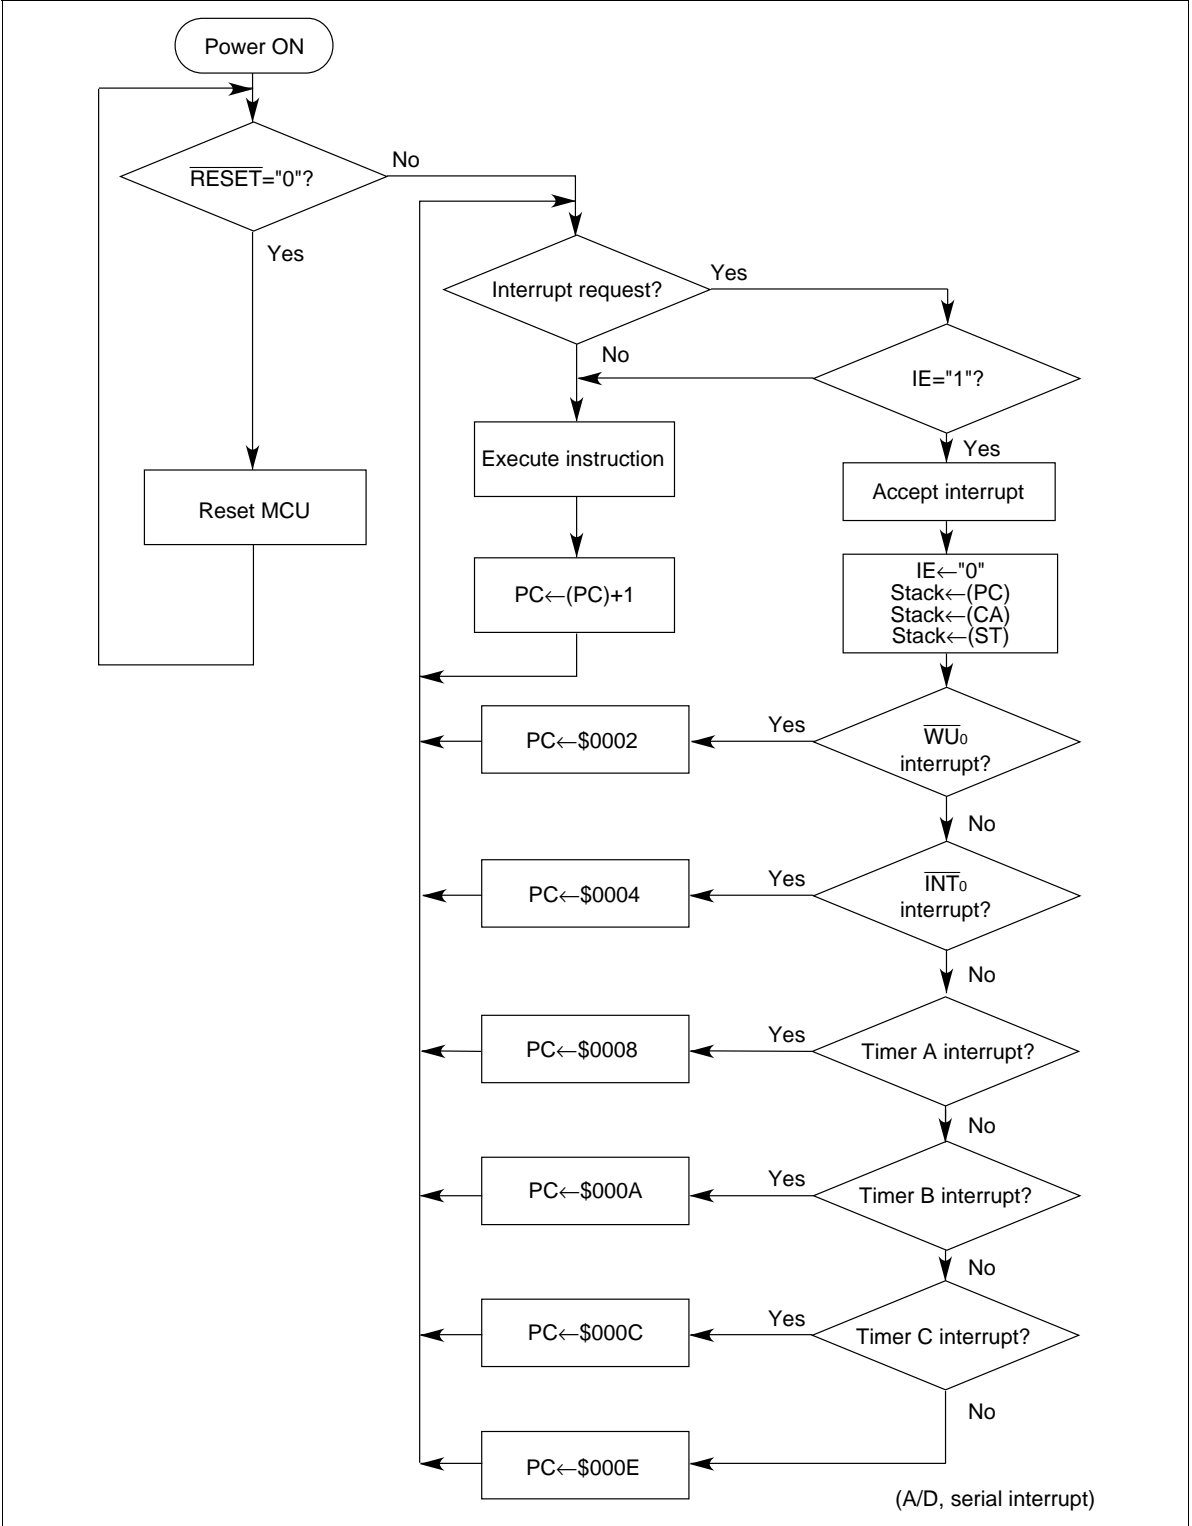 Power ON
RESET="0"?
No
Yes
Reset MCU
Interrupt request?
Yes
No
IE="1"?
Yes
Execute instruction
PC←(PC)+1
Accept interrupt
IE←"0"
Stack←(PC)
Stack←(CA)
Stack←(ST)
WU0
interrupt?
Yes
PC←$0002
No
INT0
interrupt?
Yes
PC←$0004
No
Timer A interrupt?
Yes
PC←$0008
No
Timer B interrupt?
Yes
PC←$000A
No
Timer C interrupt?
Yes
PC←$000C
No
PC←$000E
(A/D, serial interrupt)